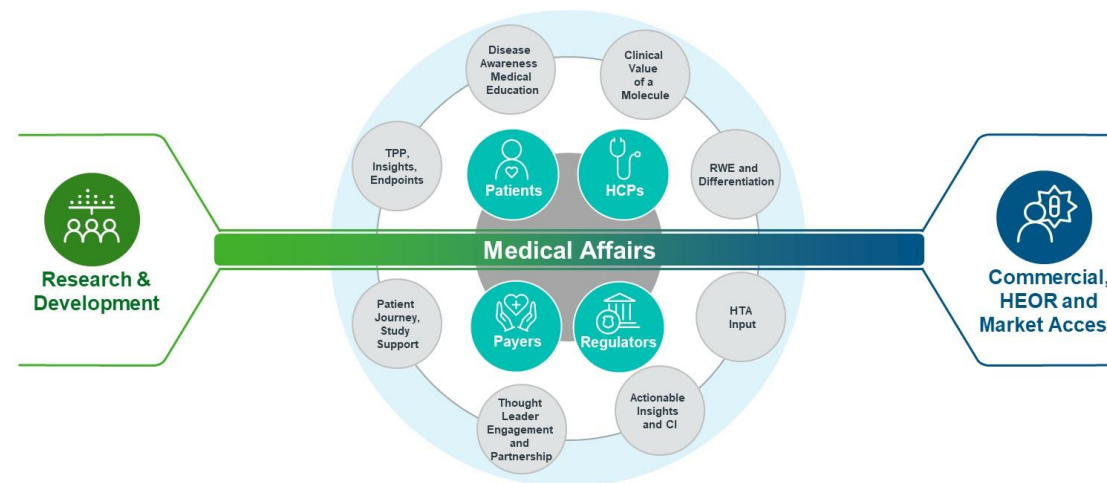 Disease
Awareness
Medical
Education
Clinical
Value
of a
Molecule
TPP,
Insights,
Endpoints
Patients
HCPs
RWE and
Differentiation
Medical Affairs
Research &
Development
Commercial,
HEOR and
Market Acces
Patient
Journey,
Study
Support
Payers
Regulators
HTA
Input
Thought
Leader
Engagement
and
Partnership
Actionable
Insights
and CI